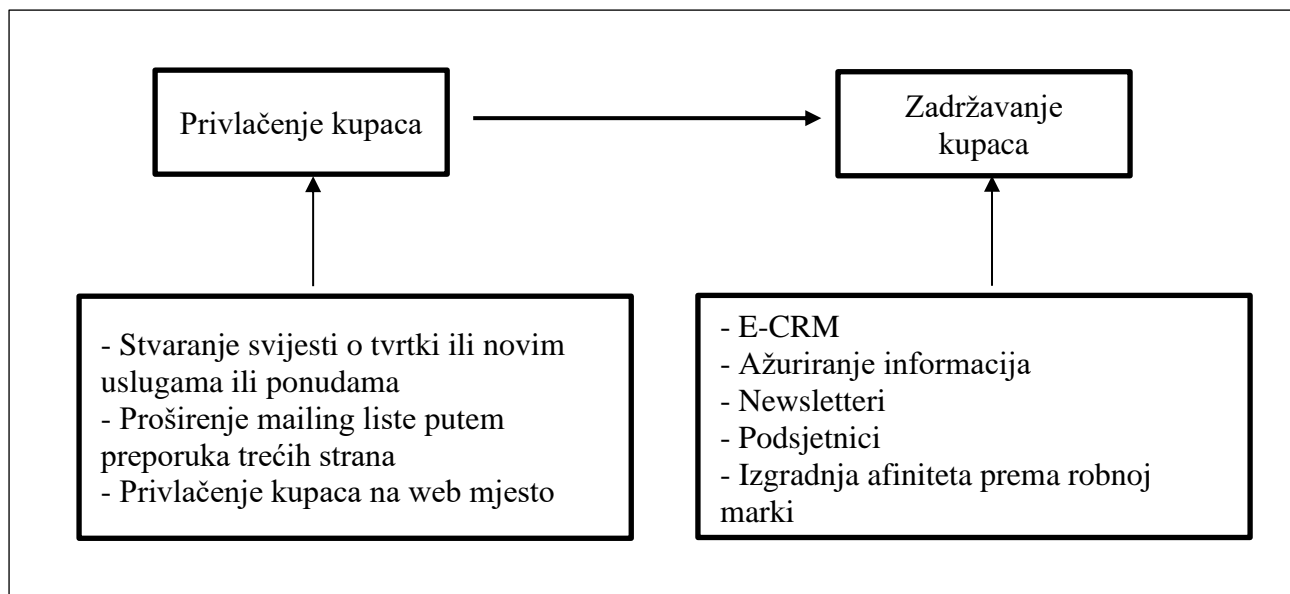 Privlačenje kupaca
Zadržavanje
kupaca
- Stvaranje svijesti o tvrtki ili novim
uslugama ili ponudama
- Proširenje mailing liste putem
preporuka trećih strana
- Privlačenje kupaca na web mjesto
- E-CRM
- Ažuriranje informacija
- Newsletteri
- Podsjetnici
- Izgradnja afiniteta prema robnoj
marki